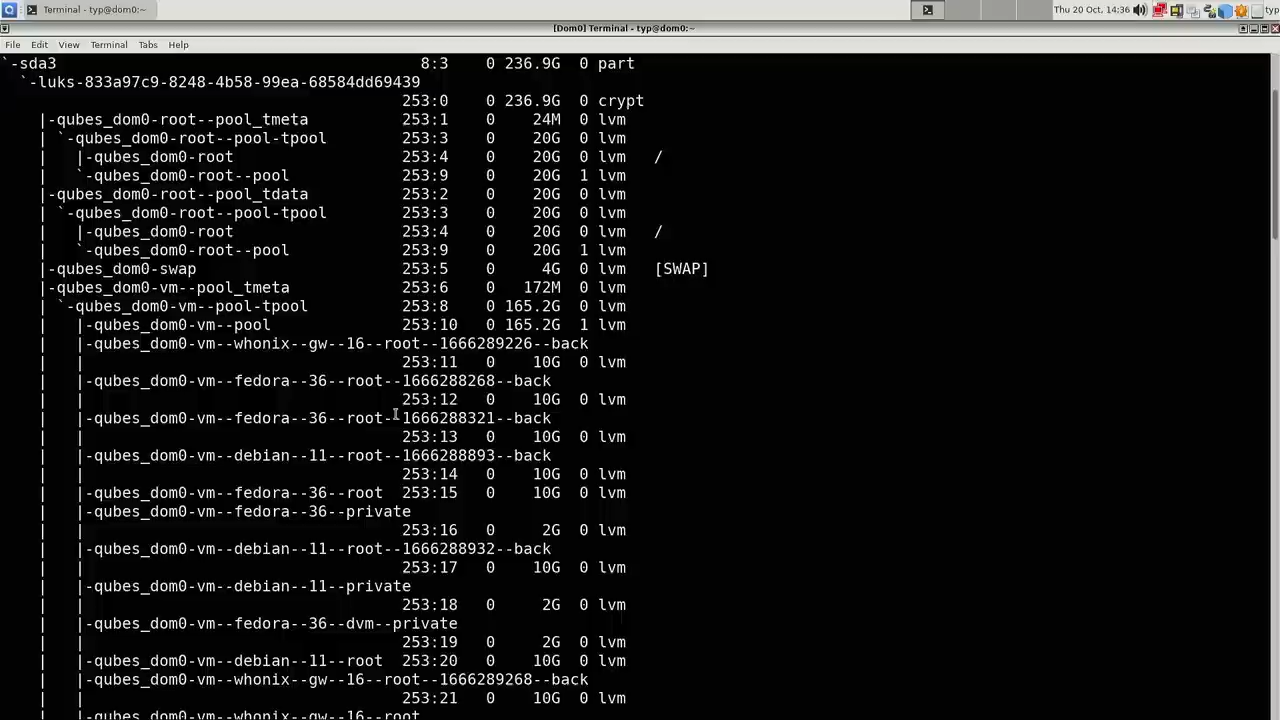 Terminal - typ@dom0:~
Thu 20 Oct, 14:36
typ
[Dom0] Terminal - typ@dom0:~
File Edit View Terminal Tabs Help
`-sda3 8:3 0 236.9G 0 part
`-luks-833a97c9-8248-4b58-99ea-68584dd69439
253:0 0 236.9G 0 crypt
|-qubes_dom0-root--pool_tmeta 253:1 0 24M 0 lvm
| `-qubes_dom0-root--pool-tpool 253:3 0 20G 0 lvm
| |-qubes_dom0-root 253:4 0 20G 0 lvm /
| `-qubes_dom0-root--pool 253:9 0 20G 1 lvm
|-qubes_dom0-root--pool_tdata 253:2 0 20G 0 lvm
| `-qubes_dom0-root--pool-tpool 253:3 0 20G 0 lvm
| |-qubes_dom0-root 253:4 0 20G 0 lvm /
| `-qubes_dom0-root--pool 253:9 0 20G 1 lvm
|-qubes_dom0-swap 253:5 0 4G 0 lvm [SWAP]
|-qubes_dom0-vm--pool_tmeta 253:6 0 172M 0 lvm
| `-qubes_dom0-vm--pool-tpool 253:8 0 165.2G 0 lvm
| |-qubes_dom0-vm--pool 253:10 0 165.2G 1 lvm
| |-qubes_dom0-vm--whonix--gw--16--root--1666289226--back
| | 253:11 0 10G 0 lvm
| |-qubes_dom0-vm--fedora--36--root--1666288268--back
| | 253:12 0 10G 0 lvm
| |-qubes_dom0-vm--fedora--36--root--1666288321--back
| | 253:13 0 10G 0 lvm
| |-qubes_dom0-vm--debian--11--root--1666288893--back
| | 253:14 0 10G 0 lvm
| |-qubes_dom0-vm--fedora--36--root 253:15 0 10G 0 lvm
| |-qubes_dom0-vm--fedora--36--private
| | 253:16 0 2G 0 lvm
| |-qubes_dom0-vm--debian--11--root--1666288932--back
| | 253:17 0 10G 0 lvm
| |-qubes_dom0-vm--debian--11--private
| | 253:18 0 2G 0 lvm
| |-qubes_dom0-vm--fedora--36--dvm--private
| | 253:19 0 2G 0 lvm
| |-qubes_dom0-vm--debian--11--root 253:20 0 10G 0 lvm
| |-qubes_dom0-vm--whonix--gw--16--root--1666289268--back
| | 253:21 0 10G 0 lvm
| |-qubes_dom0-vm--whonix--gw--16--root